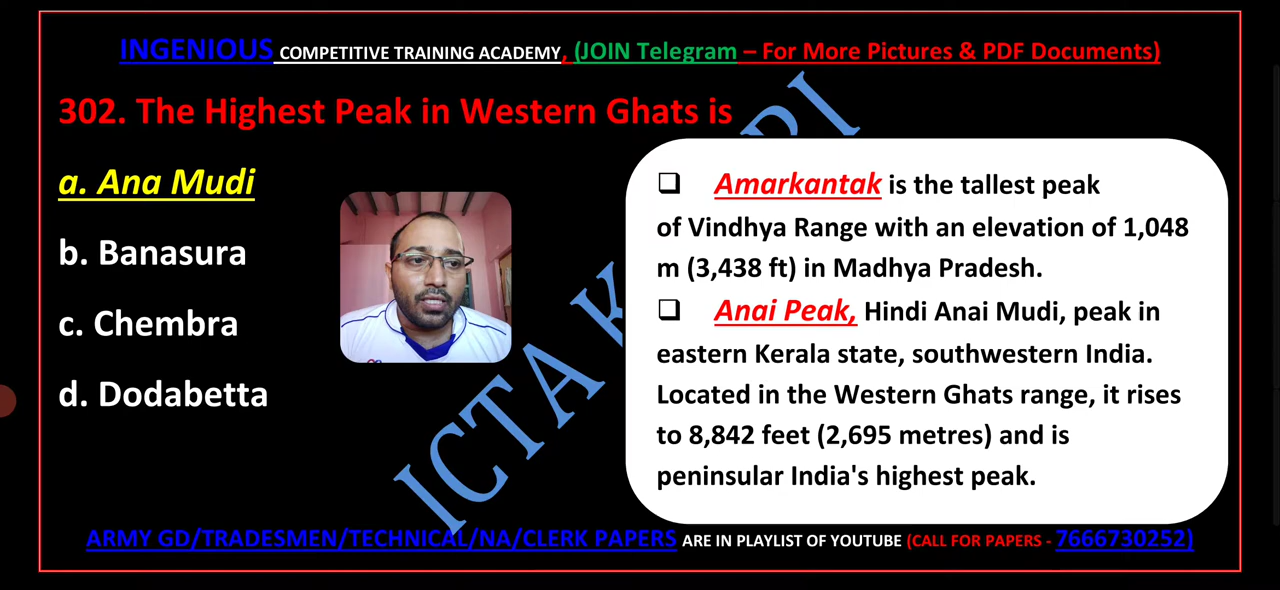 INGENIOUS COMPETITIVE TRAINING ACADEMY, (JOIN Telegram – For More Pictures & PDF Documents)
302. The Highest Peak in Western Ghats is
a. Ana Mudi
b. Banasura
c. Chembra
d. Dodabetta
Amarkantak is the tallest peak
of Vindhya Range with an elevation of 1,048
m (3,438 ft) in Madhya Pradesh.
Anai Peak, Hindi Anai Mudi, peak in
eastern Kerala state, southwestern India.
Located in the Western Ghats range, it rises
to 8,842 feet (2,695 metres) and is
peninsular India's highest peak.
ICTA K
ARMY GD/TRADESMEN/TECHNICAL/NA/CLERK PAPERS ARE IN PLAYLIST OF YOUTUBE (CALL FOR PAPERS - 7666730252)